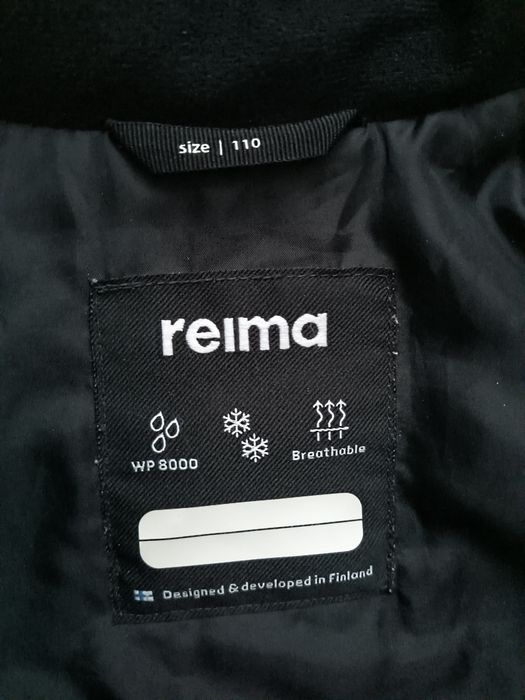 size | 110
reima
WP 8000
Breathable
Designed & developed in Finland